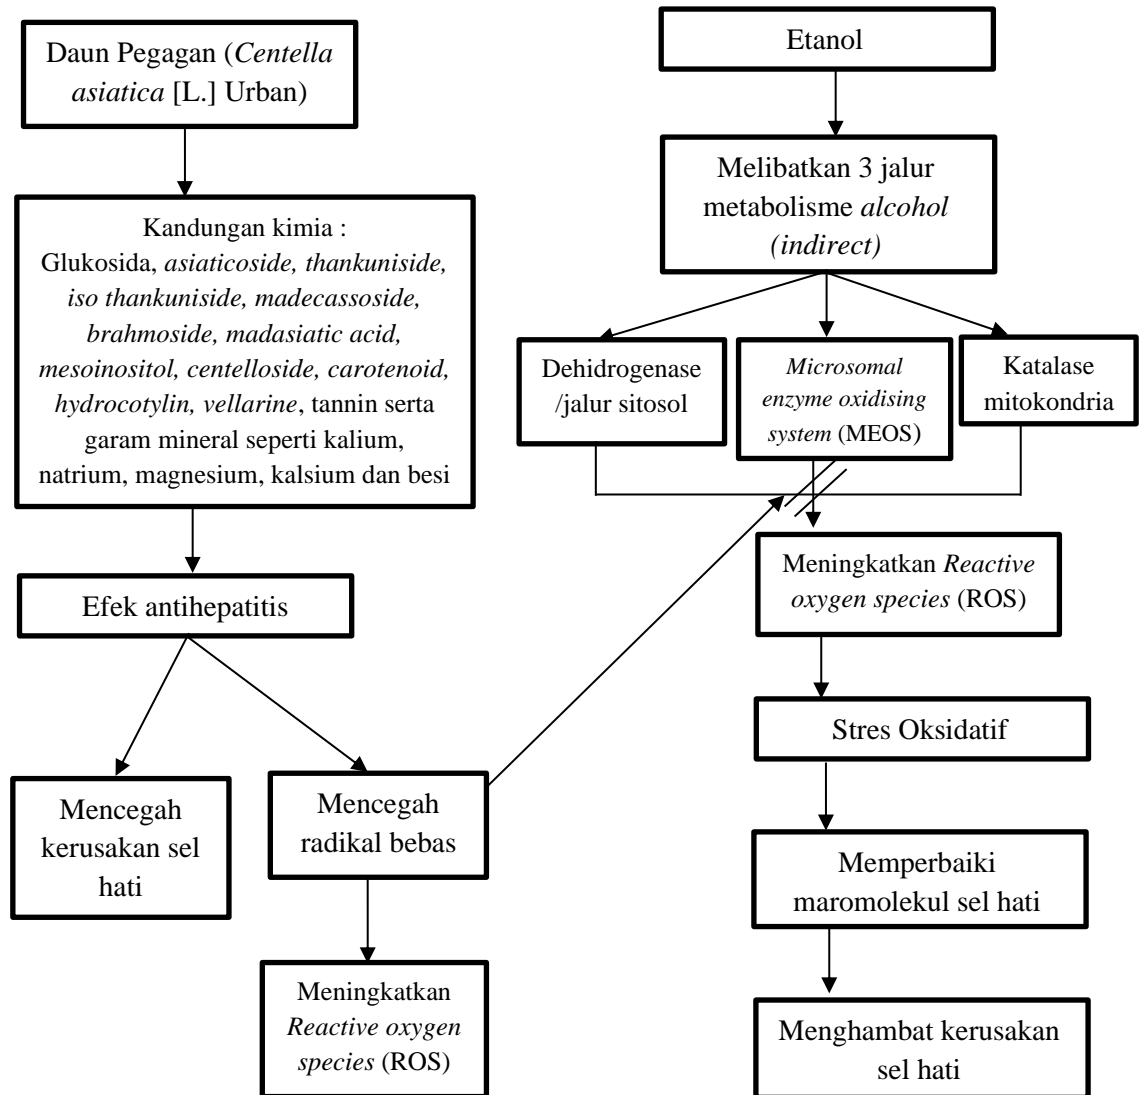 Daun Pegagan (Centella
asiatica [L.] Urban)
Kandungan kimia :
Glukosida, asiaticoside, thankuniside,
iso thankuniside, madecassoside,
brahmoside, madasiatic acid,
mesoinositol, centelloside, carotenoid,
hydrocotylin, vellarine, tannin serta
garam mineral seperti kalium,
natrium, magnesium, kalsium dan besi
Efek antihepatitis
Mencegah
kerusakan sel
hati
Mencegah
radikal bebas
Meningkatkan
Reactive oxygen
species (ROS)
Etanol
Melibatkan 3 jalur
metabolisme alcohol
(indirect)
Dehidrogenase
/jalur sitosol
Microsomal
enzyme oxidising
system (MEOS)
Katalase
mitokondria
Meningkatkan Reactive
oxygen species (ROS)
Stres Oksidatif
Memperbaiki
maromolekul sel hati
Menghambat kerusakan
sel hati